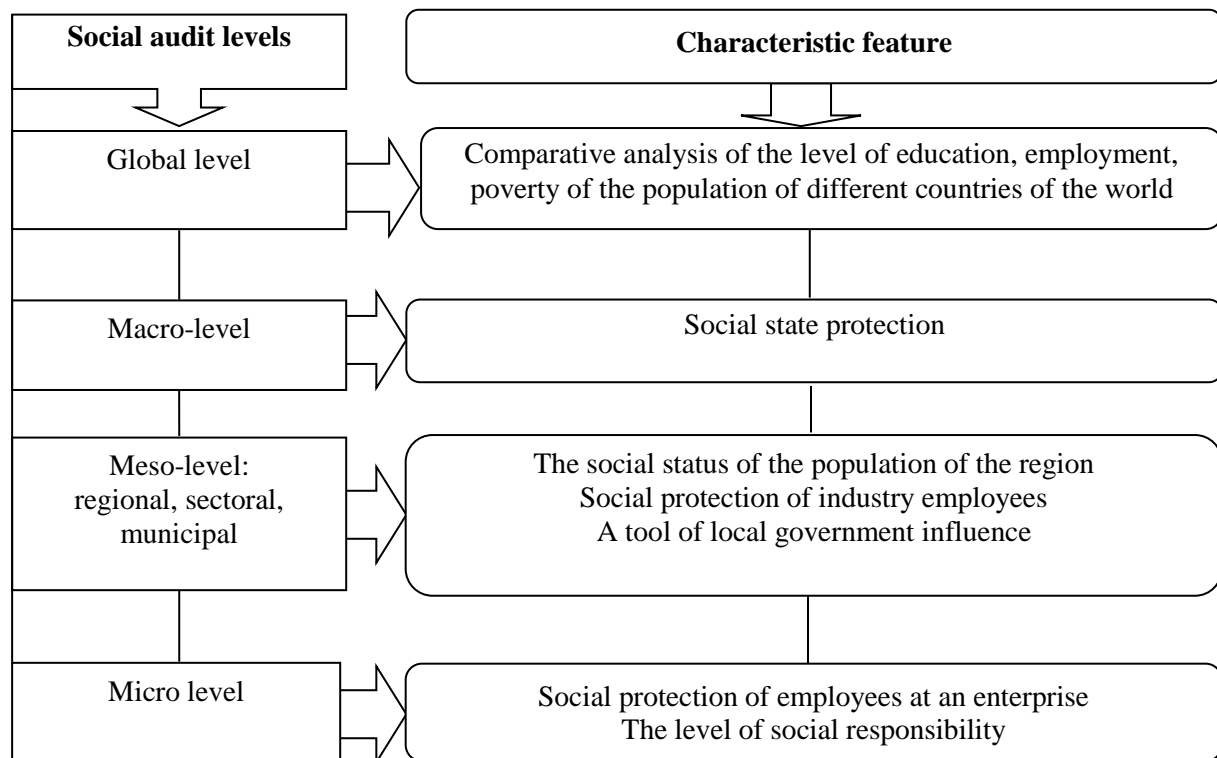 Social audit levels
Characteristic feature
Global level
Comparative analysis of the level of education, employment,
poverty of the population of different countries of the world
Macro-level
Social state protection
Meso-level:
regional, sectoral,
municipal
The social status of the population of the region
Social protection of industry employees
A tool of local government influence
Micro level
Social protection of employees at an enterprise
The level of social responsibility